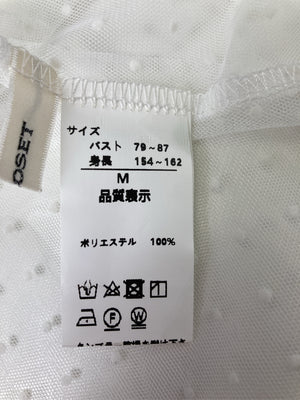 OSET
サイズ
バスト 79~87
身長 154~162
M
品質表示
ポリエステル 100%
F
W